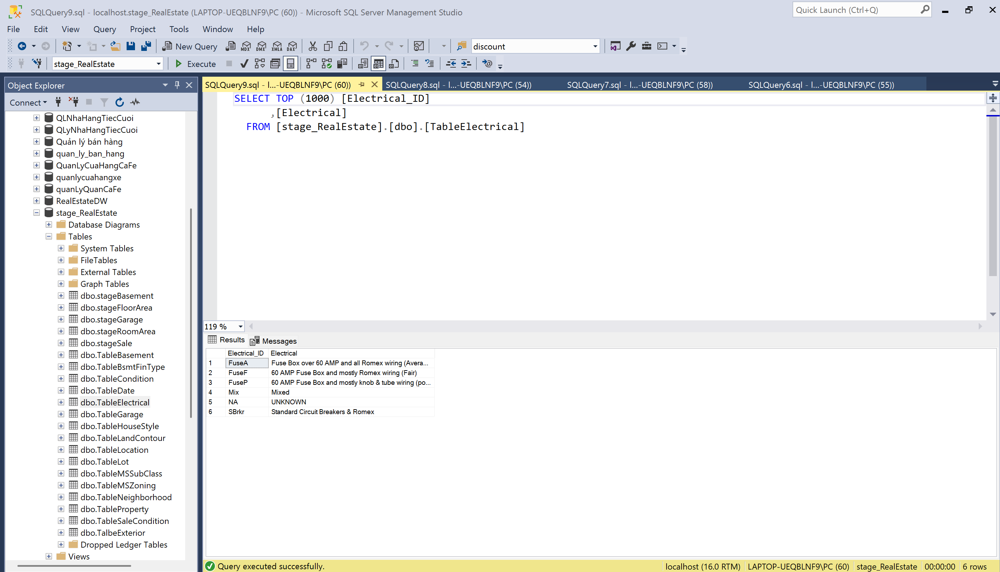 SQLQuery9.sql - localhost.stage_RealEstate (LAPTOP-UEQBLNF9\PC (60)) - Microsoft SQL Server Management Studio
Quick Launch (Ctrl+Q)
File Edit View Query Project Tools Window Help
New Query MDX DMX XMLA DAX discount
stage_RealEstate Execute
Object Explorer
Connect
QLNhaHangTiecCuoi
QLyNhaHangTiecCuoi
Quản lý bán hàng
quan_ly_ban_hang
QuanLyCuaHangCaFe
quanlycuahangxe
quanLyQuanCaFe
RealEstateDW
stage_RealEstate
Database Diagrams
Tables
System Tables
FileTables
External Tables
Graph Tables
dbo.stageBasement
dbo.stageFloorArea
dbo.stageGarage
dbo.stageRoomArea
dbo.stageSale
dbo.TableBasement
dbo.TableBsmtFinType
dbo.TableCondition
dbo.TableDate
dbo.TableElectrical
dbo.TableGarage
dbo.TableHouseStyle
dbo.TableLandContour
dbo.TableLocation
dbo.TableLot
dbo.TableMSSubClass
dbo.TableMSZoning
dbo.TableNeighborhood
dbo.TableProperty
dbo.TableSaleCondition
dbo.TalbeExterior
Dropped Ledger Tables
Views
SQLQuery9.sql - l...-UEQBLNF9\PC (60)) SQLQuery8.sql - l...-UEQBLNF9\PC (54)) SQLQuery7.sql - l...-UEQBLNF9\PC (58)) SQLQuery6.sql - l...-UEQBLNF9\PC (55))
SELECT TOP (1000) [Electrical_ID]
,[Electrical]
FROM [stage_RealEstate].[dbo].[TableElectrical]
119 %
Results Messages
Electrical_ID Electrical
1 FuseA Fuse Box over 60 AMP and all Romex wiring (Avera...
2 FuseF 60 AMP Fuse Box and mostly Romex wiring (Fair)
3 FuseP 60 AMP Fuse Box and mostly knob & tube wiring (po...
4 Mix Mixed
5 NA UNKNOWN
6 SBrkr Standard Circuit Breakers & Romex
Query executed successfully. localhost (16.0 RTM) LAPTOP-UEQBLNF9\PC (60) stage_RealEstate 00:00:00 6 rows